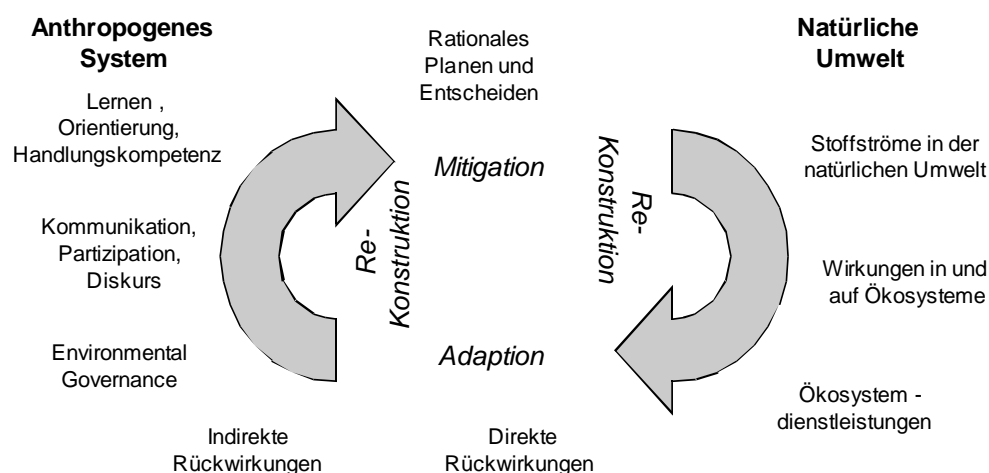 Anthropogenes
System
Lernen ,
Orientierung,
Handlungskompetenz
Kommunikation,
Partizipation,
Diskurs
Environmental
Governance
Indirekte
Rückwirkungen
Rationales
Planen und
Entscheiden
Mitigation
Re-
Konstruktion
Re-
Konstruktion
Adaption
Direkte
Rückwirkungen
Natürliche
Umwelt
Stoffströme in der
natürlichen Umwelt
Wirkungen in und
auf Ökosysteme
Ökosystem -
dienstleistungen